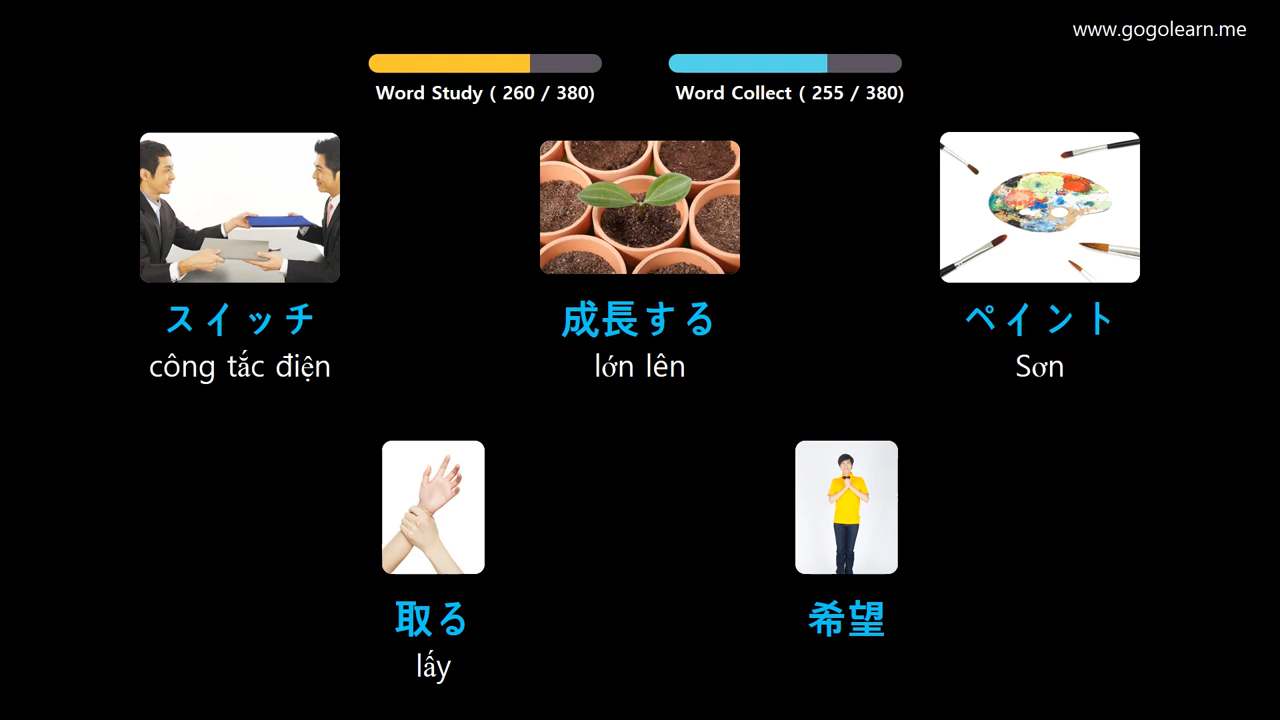 www.gogolearn.me
Word Study ( 260 / 380)
Word Collect ( 255 / 380)
スイッチ
công tắc điện
成長する
lớn lên
ペイント
Sơn
取る
lấy
希望